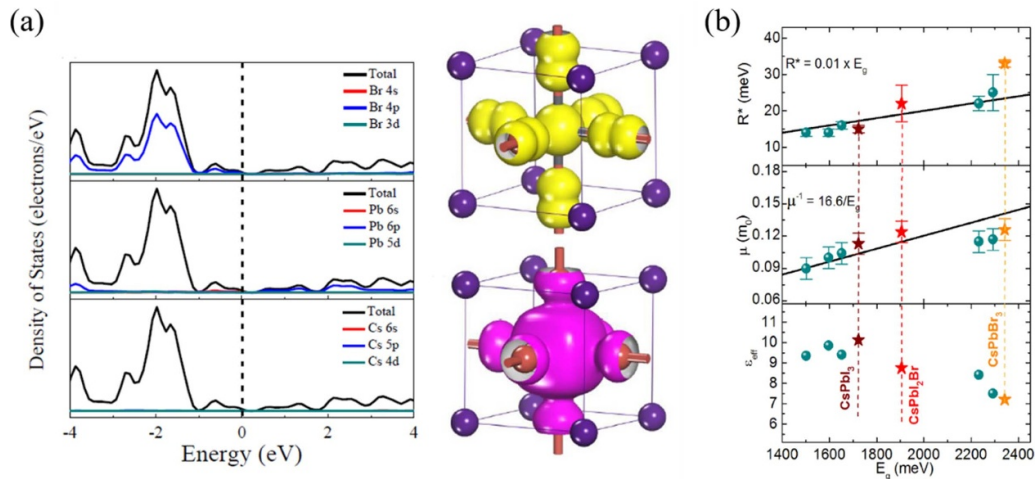 (a)
Density of States (electrons/eV)
Total
Br 4s
Br 4p
Br 3d
Total
Pb 6s
Pb 6p
Pb 5d
Total
Cs 6s
Cs 5p
Cs 4d
-4 -2 0 2 4
Energy (eV)
(b)
R* (meV)
40
30
20
10
R* = 0.01 x Eg
μ (m0)
0.15
0.12
0.09
0.06
μ-1 = 16.6/Eg
εeff
10
9
8
7
6
CsPbI3
CsPbI2Br
CsPbBr3
1400 1600 1800 2000 2200 2400
Eg (meV)